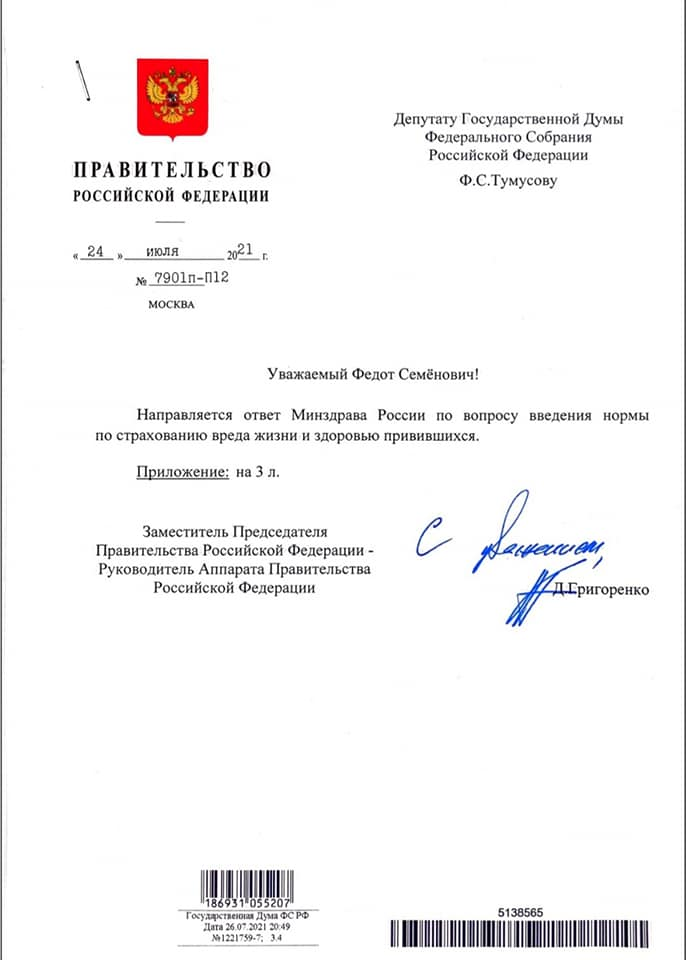 ПРАВИТЕЛЬСТВО
РОССИЙСКОЙ ФЕДЕРАЦИИ
« 24 » июля 2021 г.
№ 7901п-П12
МОСКВА
Депутату Государственной Думы
Федерального Собрания
Российской Федерации
Ф.С.Тумусову
Уважаемый Федот Семёнович!
Направляется ответ Минздрава России по вопросу введения нормы
по страхованию вреда жизни и здоровью привившихся.
Приложение: на 3 л.
Заместитель Председателя
Правительства Российской Федерации -
Руководитель Аппарата Правительства
Российской Федерации
С уважением,
Д.Григоренко
186931 055207
Государственная Дума ФС РФ
Дата 26.07.2021 20:49
№1221759-7; 3.4
5138565